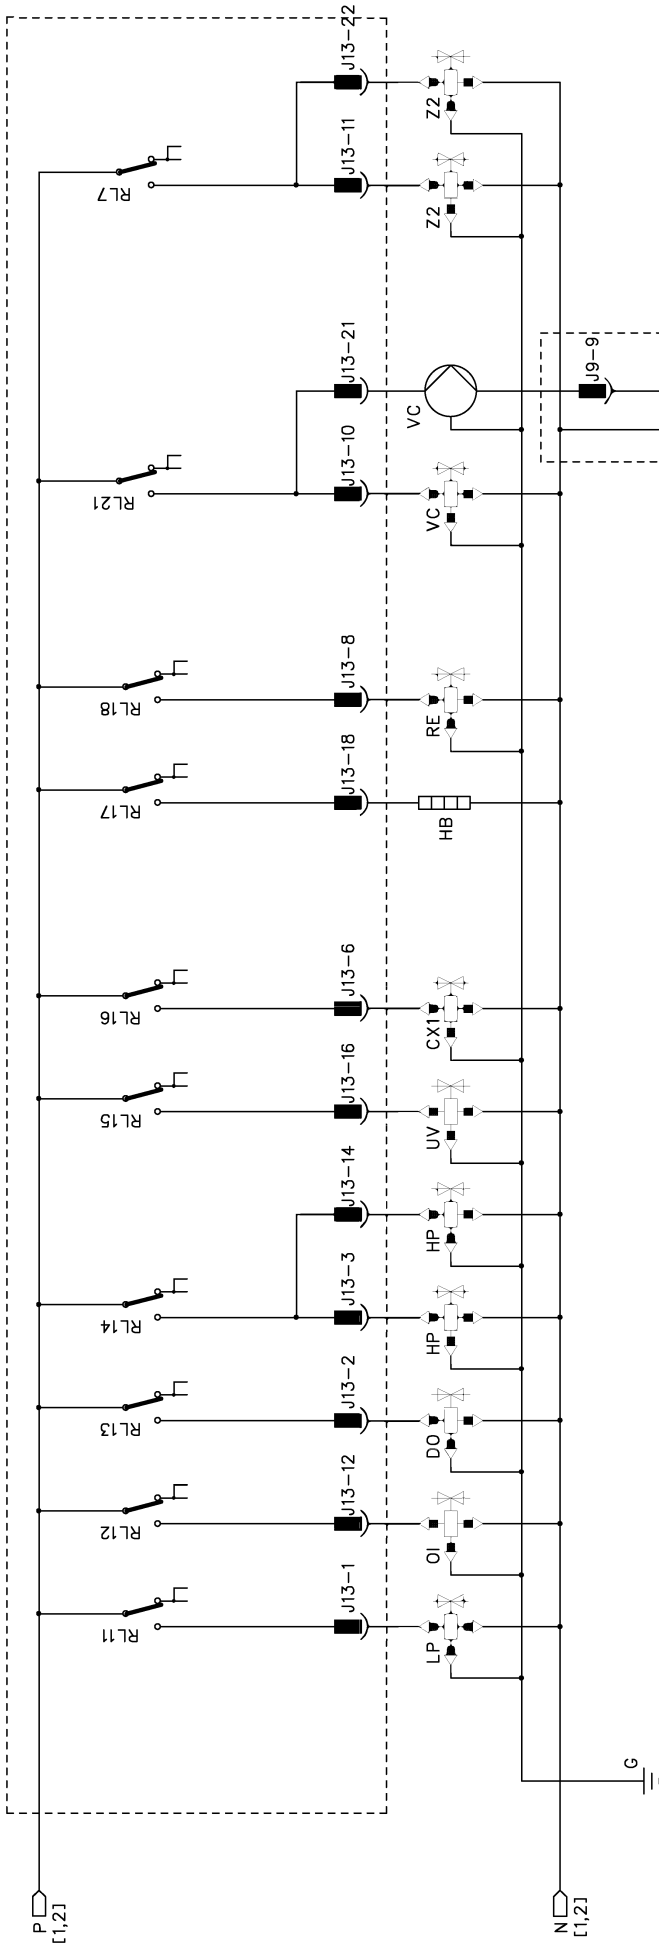 P
[1,2]
RL11
RL12
RL13
RL14
RL15
RL16
RL17
RL18
RL21
RL7
J13-1
J13-12
J13-2
J13-3
J13-14
J13-16
J13-6
J13-18
J13-8
J13-10
J13-21
J13-11
J13-22
LP
OI
DO
HP
HP
UV
CX1
HB
RE
VC
VC
Z2
Z2
N
[1,2]
G
J9-9